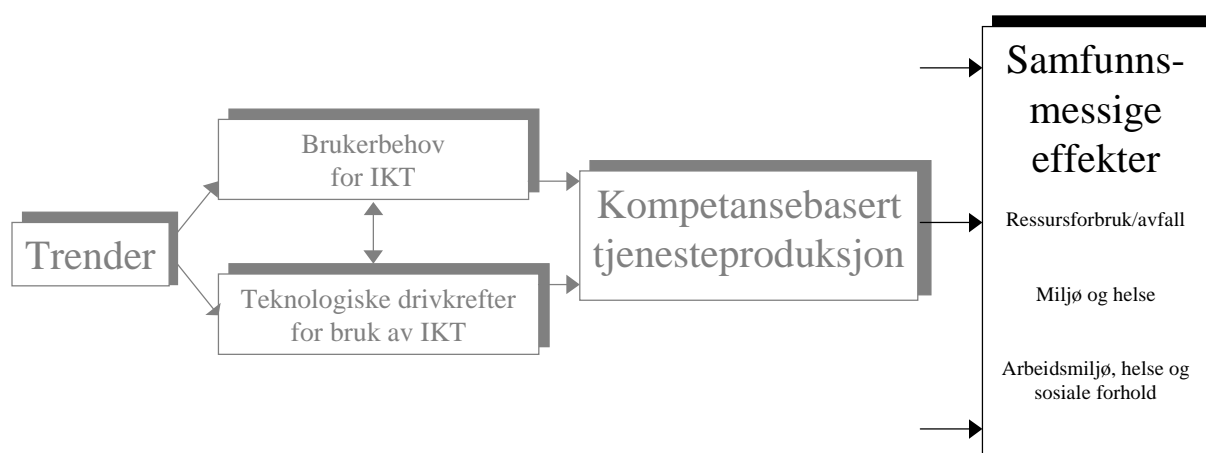 Trender
Brukerbehov
for IKT
Teknologiske drivkrefter
for bruk av IKT
Kompetansebasert
tjenesteproduksjon
Samfunns-
messige
effekter
Ressursforbruk/avfall
Miljø og helse
Arbeidsmiljø, helse og
sosiale forhold